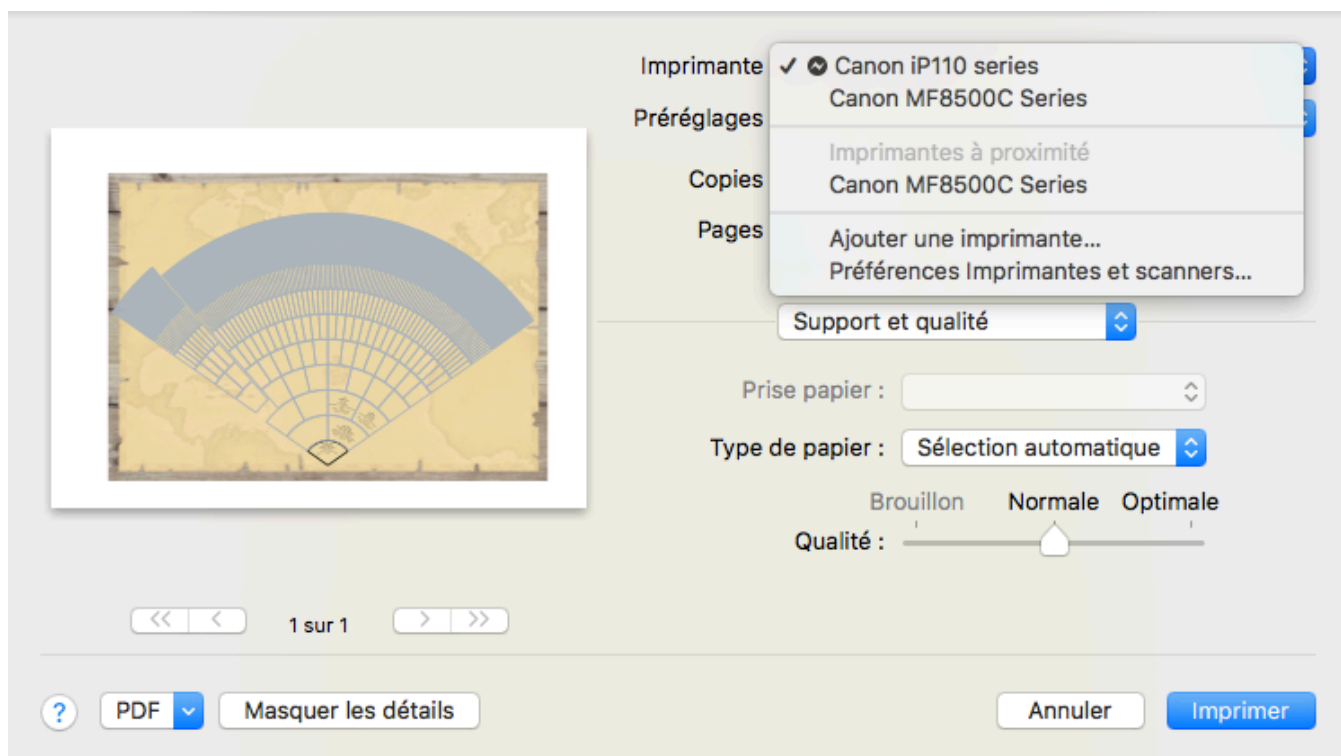 Imprimante
✓ Canon iP110 series
Canon MF8500C Series
Préréglages
Imprimantes à proximité
Copies
Canon MF8500C Series
Pages
Ajouter une imprimante...
Préférences Imprimantes et scanners...
Support et qualité
Prise papier :
Type de papier : Sélection automatique
Brouillon Normale Optimale
Qualité :
<< < 1 sur 1 > >>
? PDF Masquer les détails Annuler Imprimer